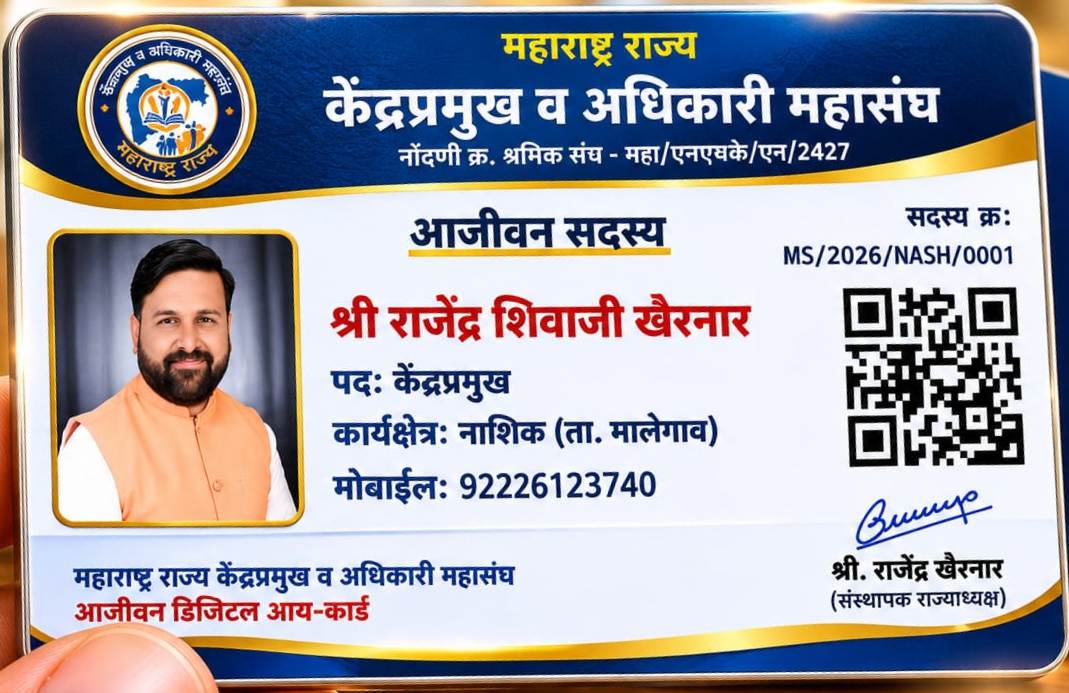 महाराष्ट्र राज्य
केंद्रप्रमुख व अधिकारी महासंघ
नोंदणी क्र. श्रमिक संघ - महा/एनएचके/एन/2427
महाराष्ट्र राज्य
आजीवन सदस्य
सदस्य क्र:
MS/2026/NASH/0001
श्री राजेंद्र शिवाजी खैरनार
पद: केंद्रप्रमुख
कार्यक्षेत्र: नाशिक (ता. मालेगाव)
मोबाईल: 92226123740
महाराष्ट्र राज्य केंद्रप्रमुख व अधिकारी महासंघ
आजीवन डिजिटल आय-कार्ड
श्री. राजेंद्र खैरनार
(संस्थापक राज्याध्यक्ष)